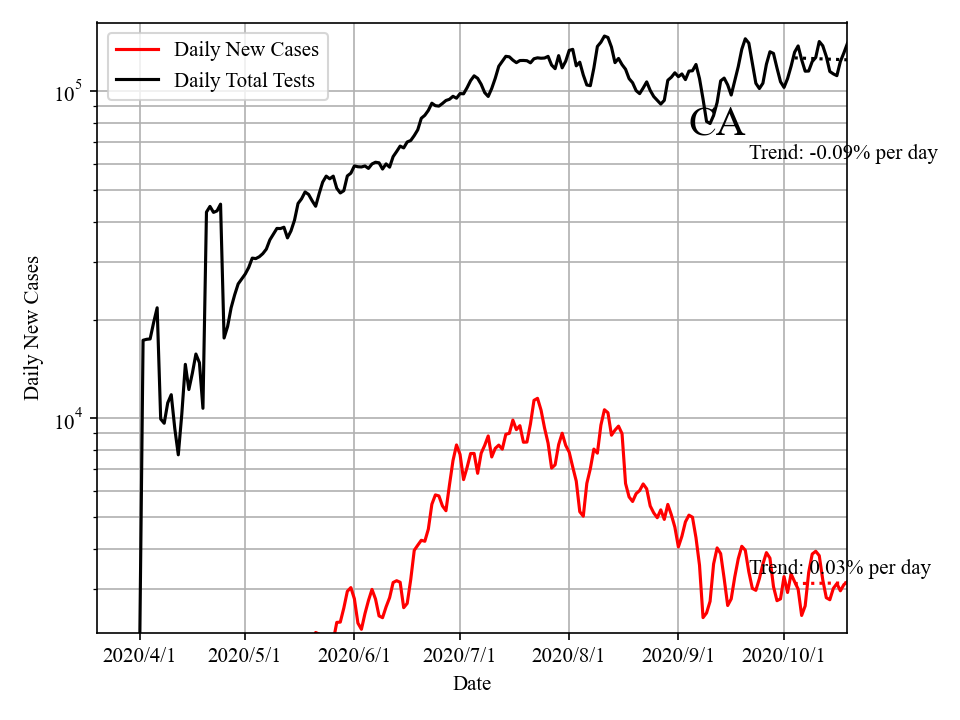 Daily New Cases
Daily Total Tests
10^5
CA
Trend: -0.09% per day
Daily New Cases
10^4
Trend: 0.03% per day
2020/4/1 2020/5/1 2020/6/1 2020/7/1 2020/8/1 2020/9/1 2020/10/1
Date